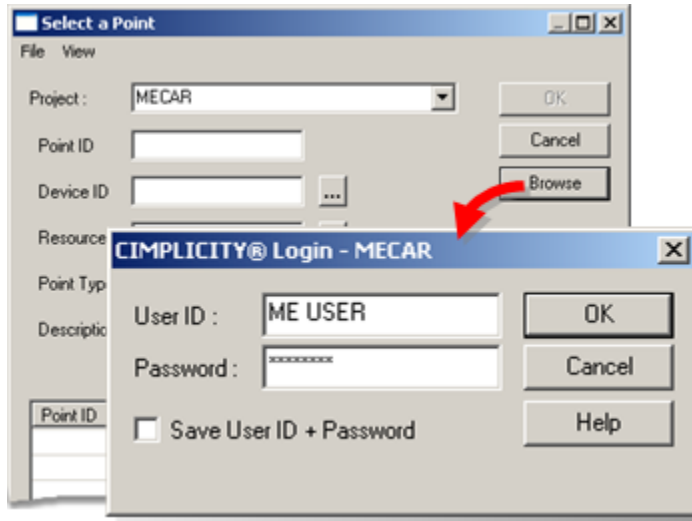 Select a Point
File View
Project : MECAR OK
Point ID Cancel
Device ID ... Browse
Resource
CIMPLICITY® Login - MECAR
Point Typ
User ID : ME USER OK
Descriptic
Password : ******** Cancel
Point ID
Save User ID + Password Help